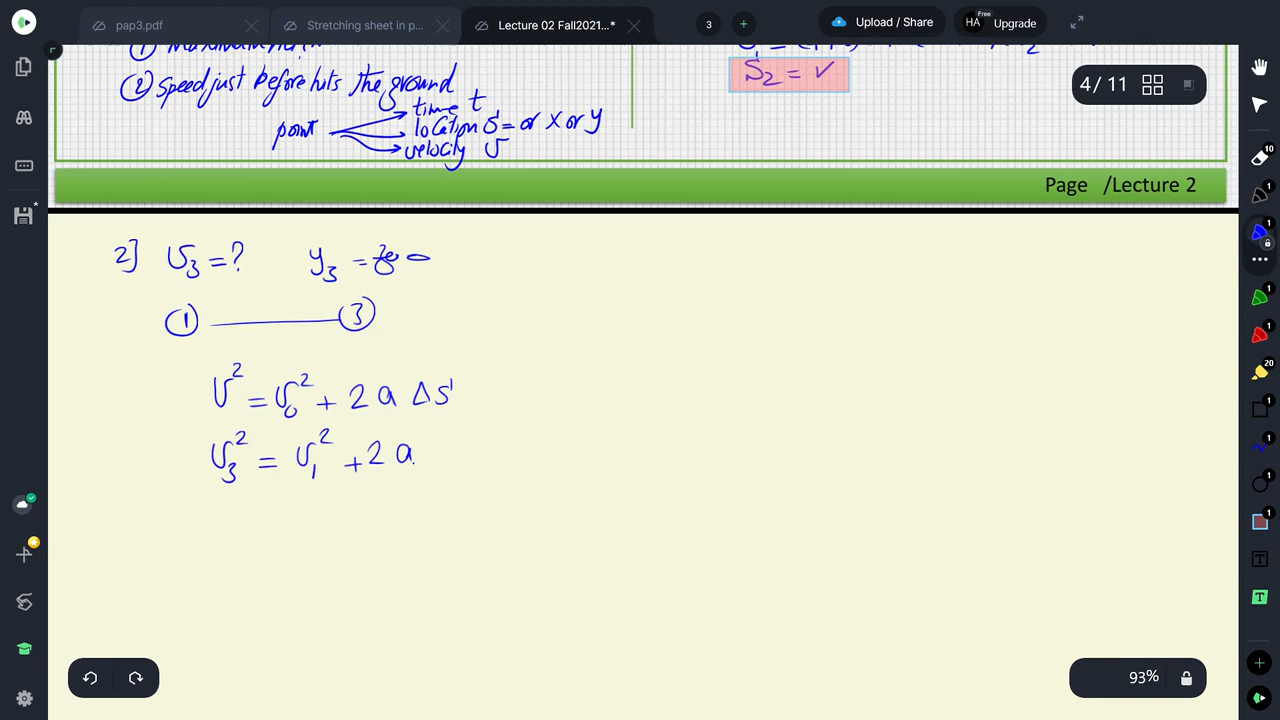 pap3.pdf
Stretching sheet in p...
Lecture 02 Fall2021...*
3
Upload / Share
HA
Free
Upgrade
② Speed just before hits the ground
time t
point
location S = or x or y
velocity v
S₂ = ✓
4 / 11
Page /Lecture 2
2] v₃ = ? y₃ = 0
① ③
v² = v₀² + 2 a Δs
v₃² = v₁² + 2 a
93%